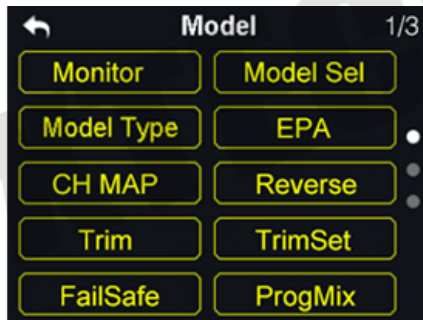 Model 1/3
Monitor Model Sel
Model Type EPA
CH MAP Reverse
Trim TrimSet
FailSafe ProgMix